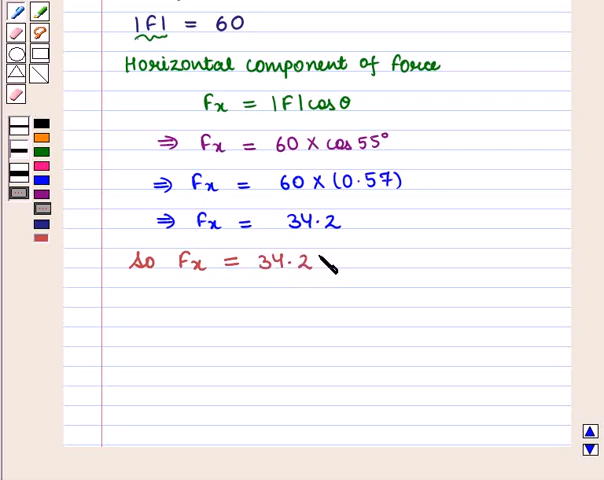 |F| = 60
Horizontal component of force
Fx = |F| cos θ
⇒ Fx = 60 × cos 55°
⇒ Fx = 60 × (0.57)
⇒ Fx = 34.2
So Fx = 34.2